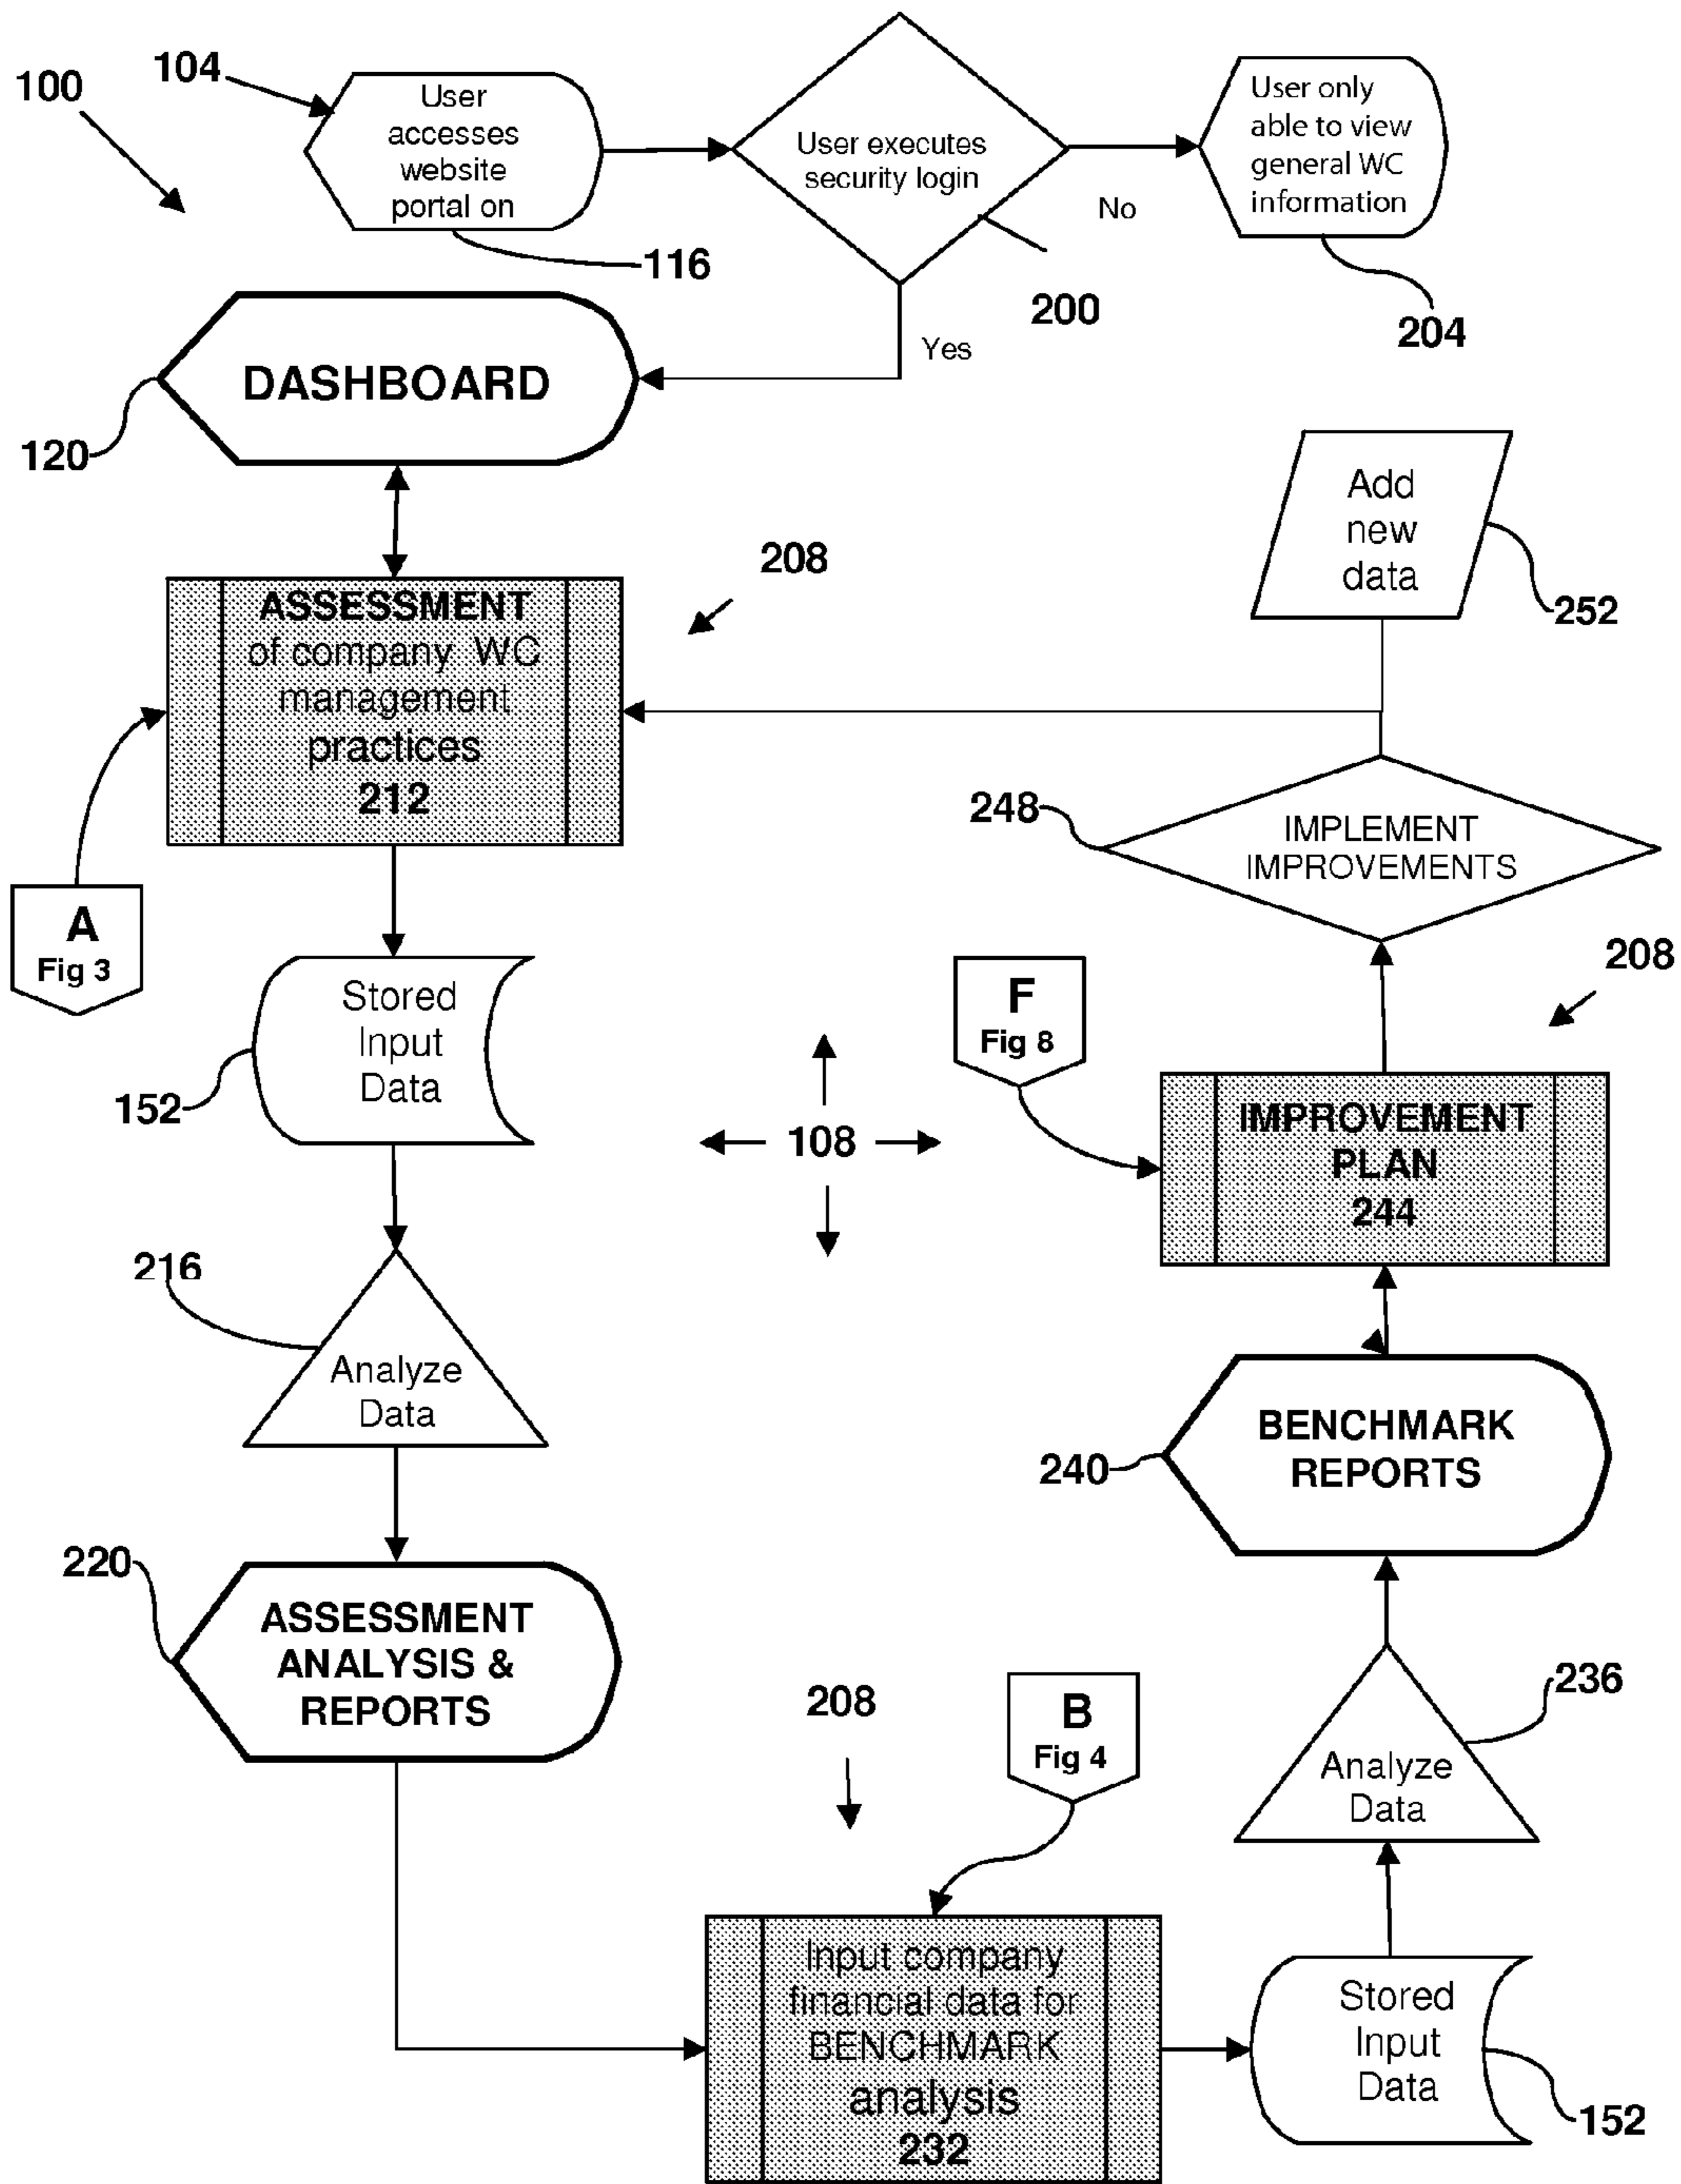 100
104
User
accesses
website
portal on
116
User executes
security login
200
No
Yes
User only
able to view
general WC
information
204
DASHBOARD
120
208
ASSESSMENT
of company WC
management
practices
212
A
Fig 3
Add
new
data
252
248
IMPLEMENT
IMPROVEMENTS
208
Stored
Input
Data
152
108
F
Fig 8
IMPROVEMENT
PLAN
244
216
Analyze
Data
240
BENCHMARK
REPORTS
220
ASSESSMENT
ANALYSIS &
REPORTS
208
B
Fig 4
236
Analyze
Data
Input company
financial data for
BENCHMARK
analysis
232
Stored
Input
Data
152